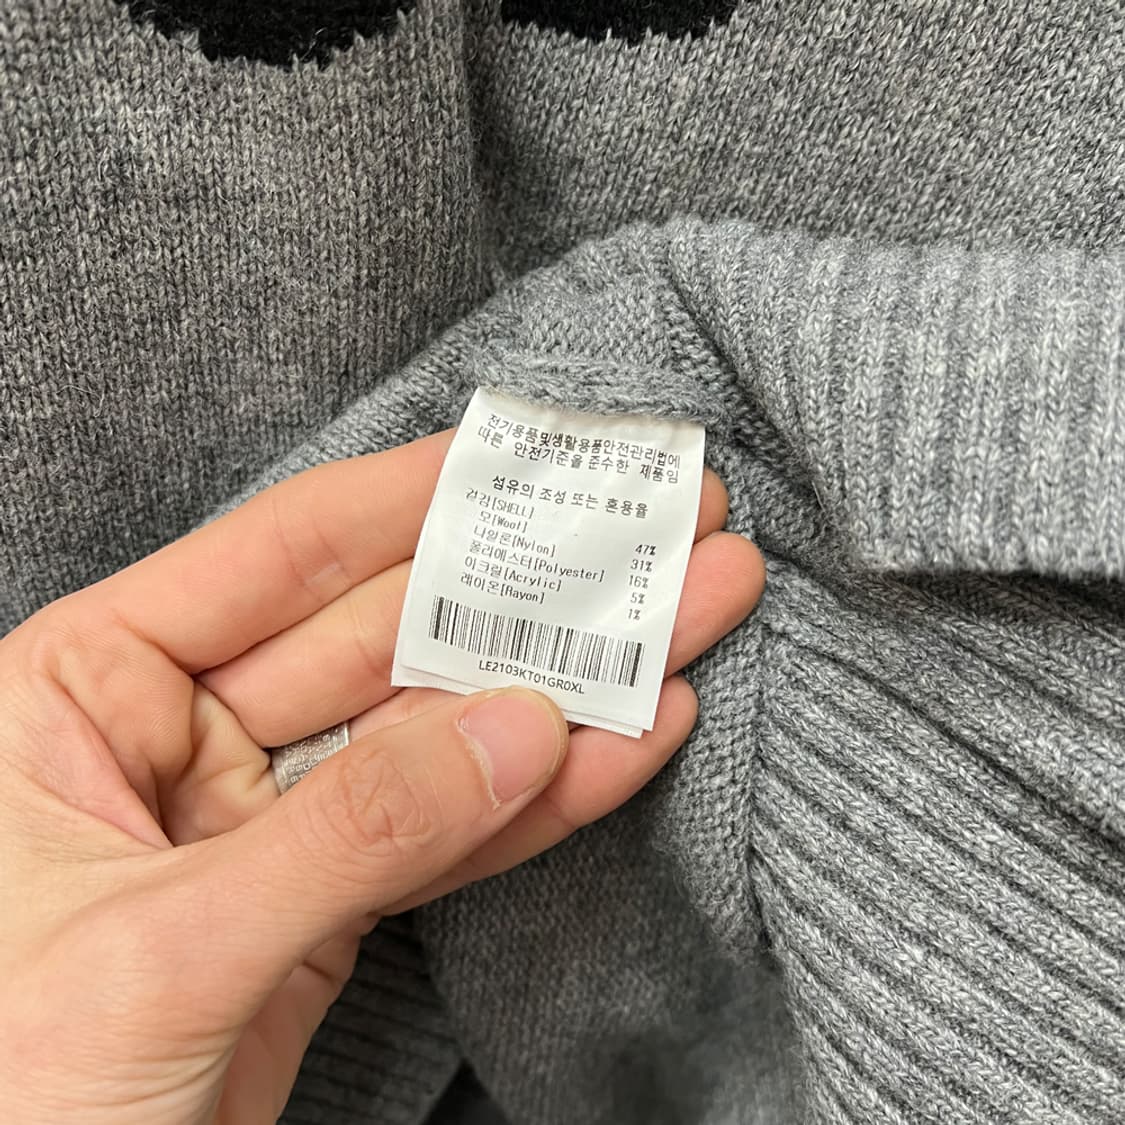 전기용품및생활용품안전관리법에
따른 안전기준을 준수한 제품임
섬유의 조성 또는 혼용율
겉감[SHELL]
모[Wool] 47%
나일론[Nylon] 31%
폴리에스터[Polyester] 16%
아크릴[Acrylic] 5%
레이온[Rayon] 1%
LE2103KT01GR0XL